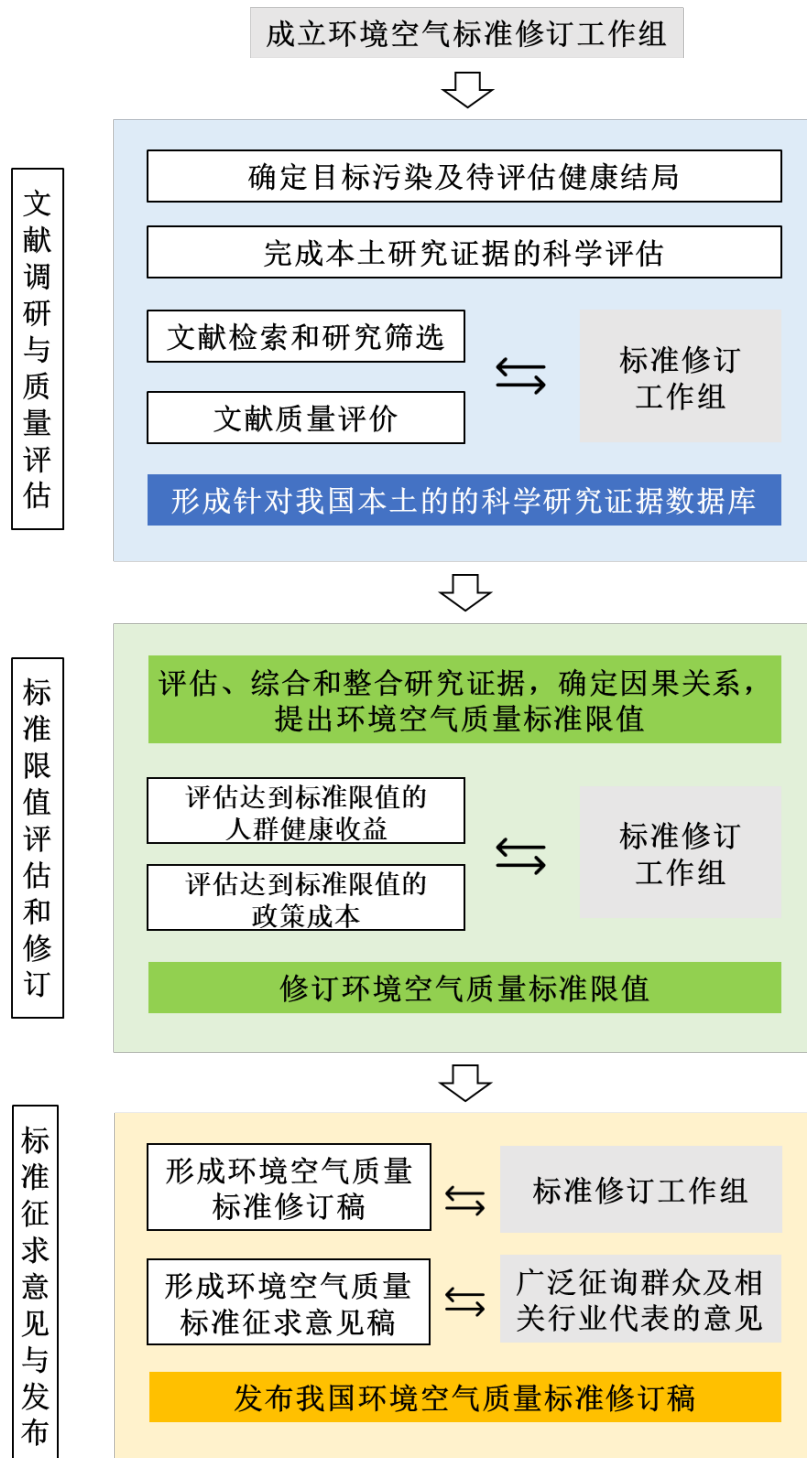 成立环境空气标准修订工作组
文献调研与质量评估
确定目标污染及待评估健康结局
完成本土研究证据的科学评估
文献检索和研究筛选
文献质量评价
标准修订
工作组
形成针对我国本土的的科学研究证据数据库
标准限值评估和修订
评估、综合和整合研究证据，确定因果关系，
提出环境空气质量标准限值
评估达到标准限值的
人群健康收益
评估达到标准限值的
政策成本
标准修订
工作组
修订环境空气质量标准限值
标准征求意见与发布
形成环境空气质量
标准修订稿
标准修订工作组
形成环境空气质量
标准征求意见稿
广泛征询群众及相
关行业代表的意见
发布我国环境空气质量标准修订稿